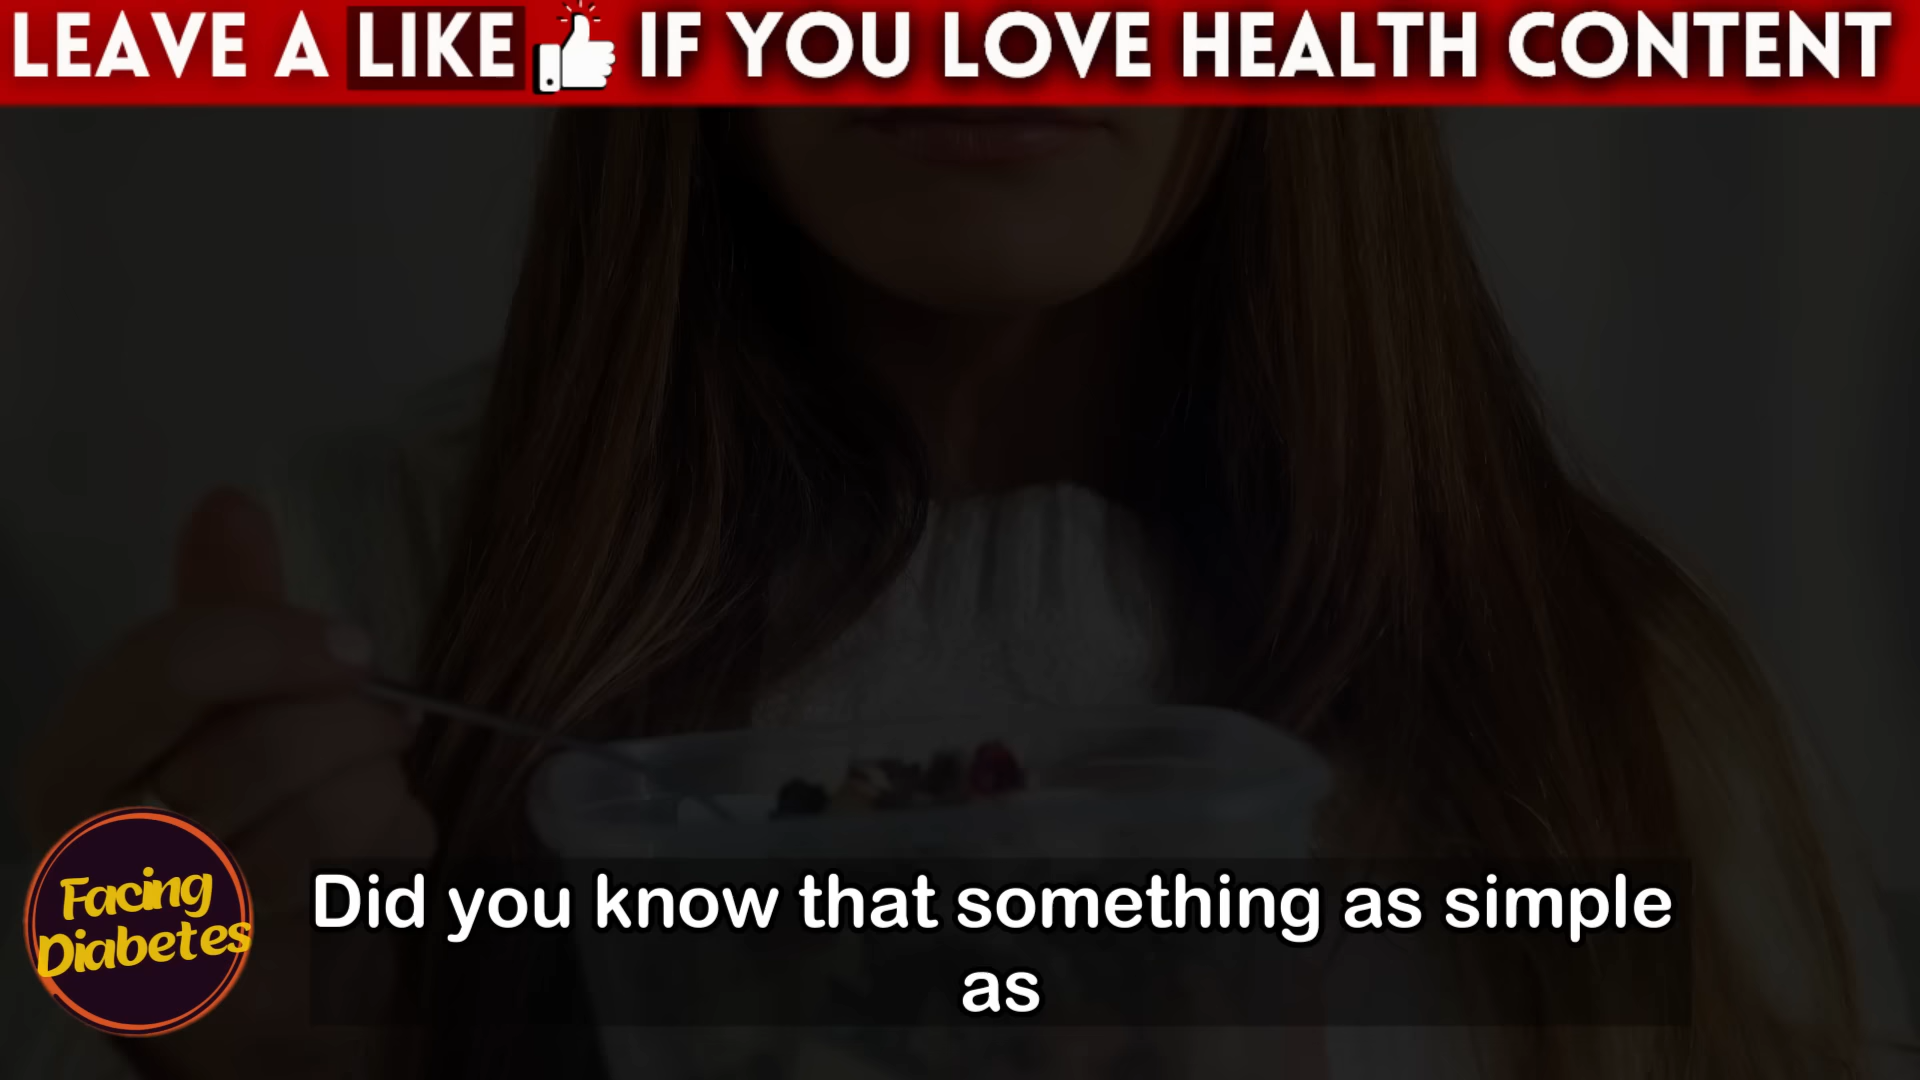 LEAVE A LIKE IF YOU LOVE HEALTH CONTENT
Facing
Diabetes
Did you know that something as simple
as